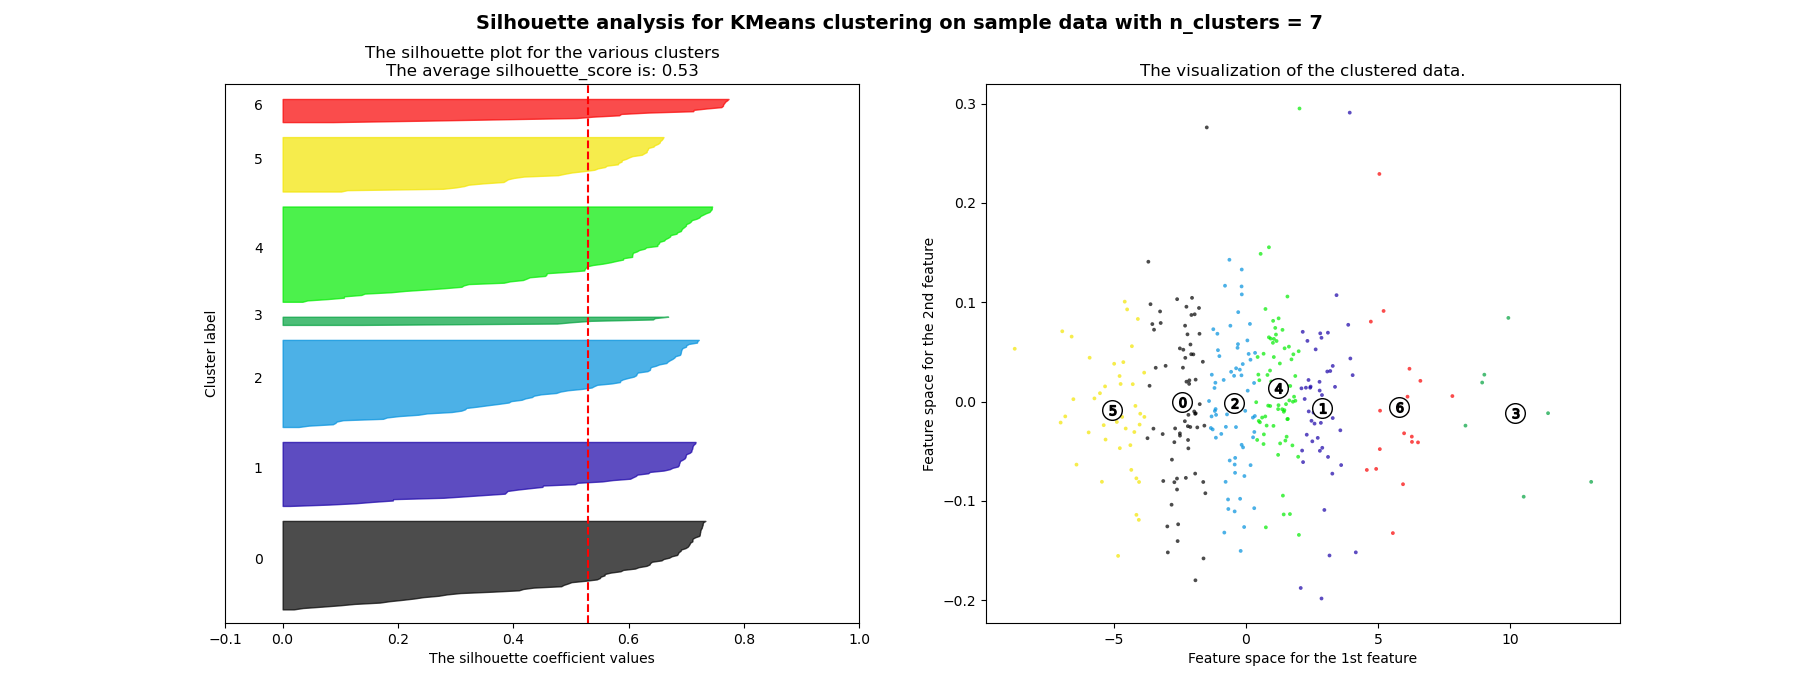 Silhouette analysis for KMeans clustering on sample data with n_clusters = 7
The silhouette plot for the various clusters
The average silhouette_score is: 0.53
6
5
4
3
2
1
0
Cluster label
−0.1 0.0 0.2 0.4 0.6 0.8 1.0
The silhouette coefficient values
The visualization of the clustered data.
0.3
0.2
0.1
0.0
−0.1
−0.2
Feature space for the 2nd feature
5 0 2 4 1 6 3
−5 0 5 10
Feature space for the 1st feature